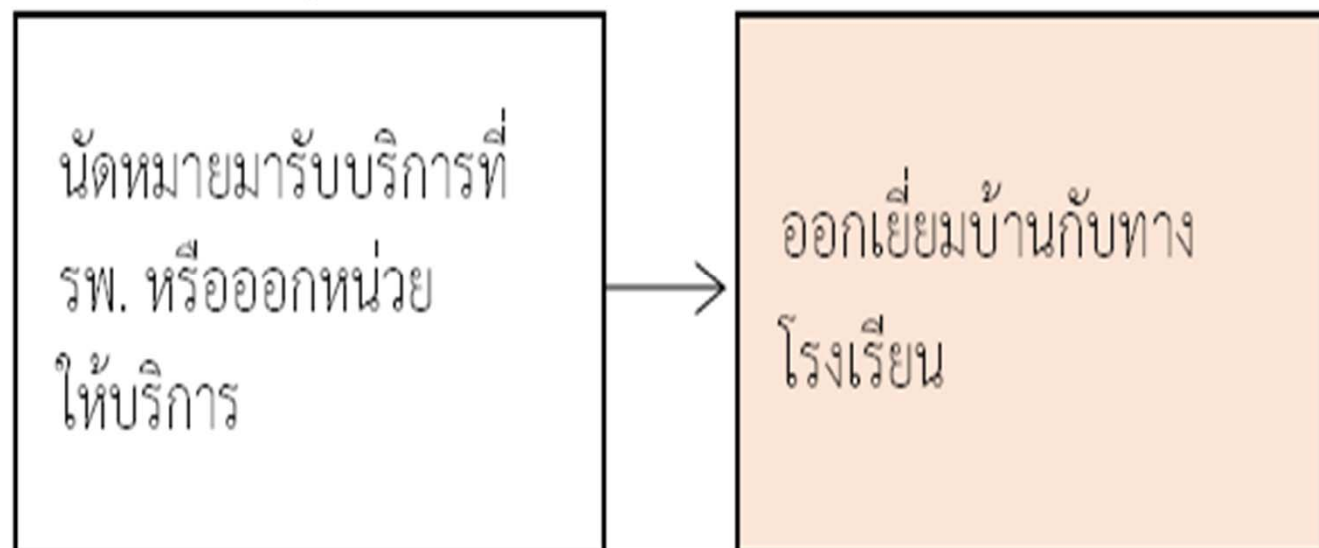 นัดหมายมารับบริการที่
รพ. หรือออกหน่วย
ให้บริการ
ออกเยี่ยมบ้านกับทาง
โรงเรียน